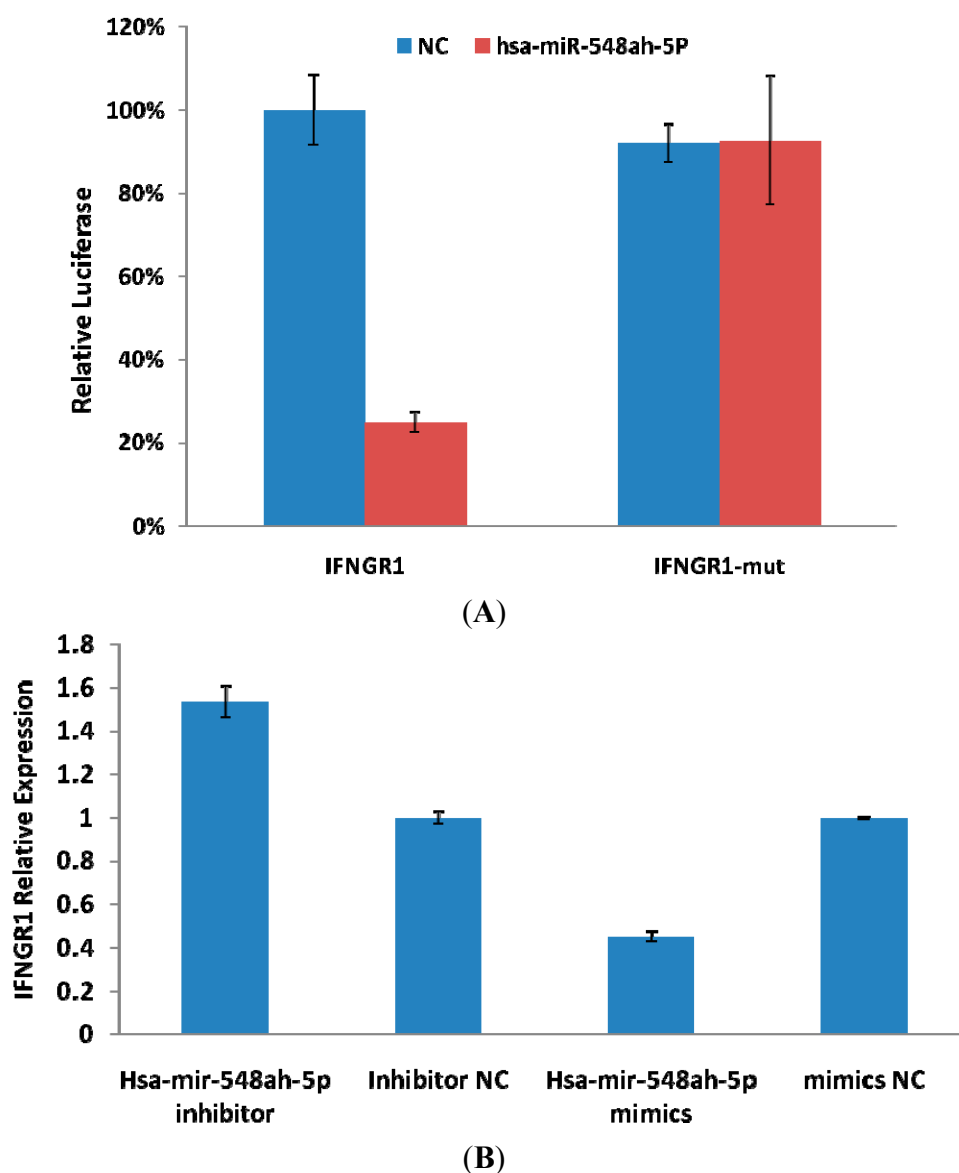 120%
NC hsa-miR-548ah-5P
100%
80%
60%
40%
20%
0%
Relative Luciferase
IFNGR1 IFNGR1-mut
(A)
1.8
1.6
1.4
1.2
1
0.8
0.6
0.4
0.2
0
IFNGR1 Relative Expression
Hsa-mir-548ah-5p inhibitor
Inhibitor NC
Hsa-mir-548ah-5p mimics
mimics NC
(B)